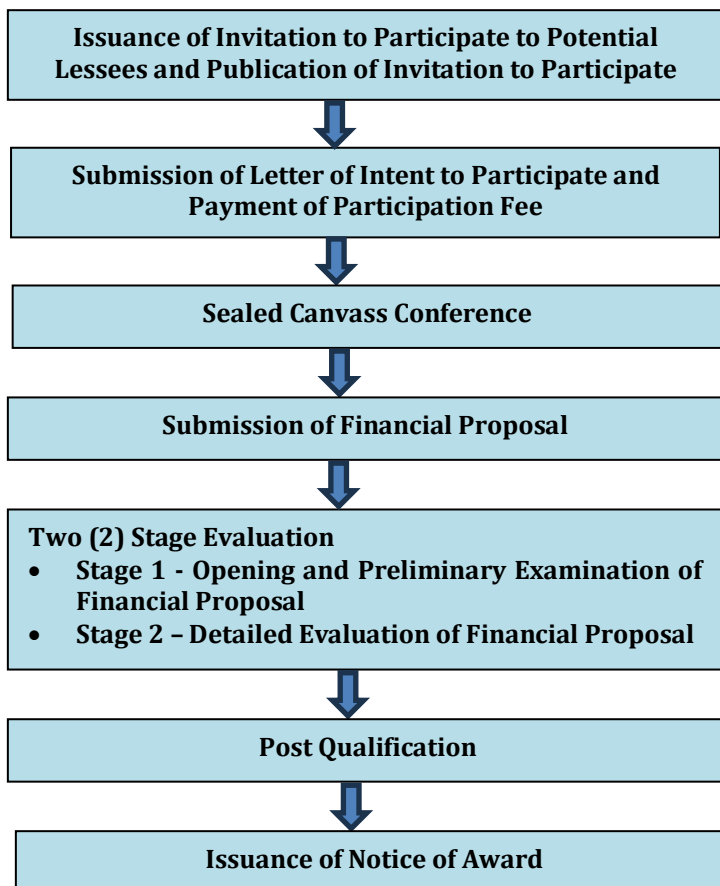 Issuance of Invitation to Participate to Potential
Lessees and Publication of Invitation to Participate
Submission of Letter of Intent to Participate and
Payment of Participation Fee
Sealed Canvass Conference
Submission of Financial Proposal
Two (2) Stage Evaluation
• Stage 1 - Opening and Preliminary Examination of
Financial Proposal
• Stage 2 – Detailed Evaluation of Financial Proposal
Post Qualification
Issuance of Notice of Award